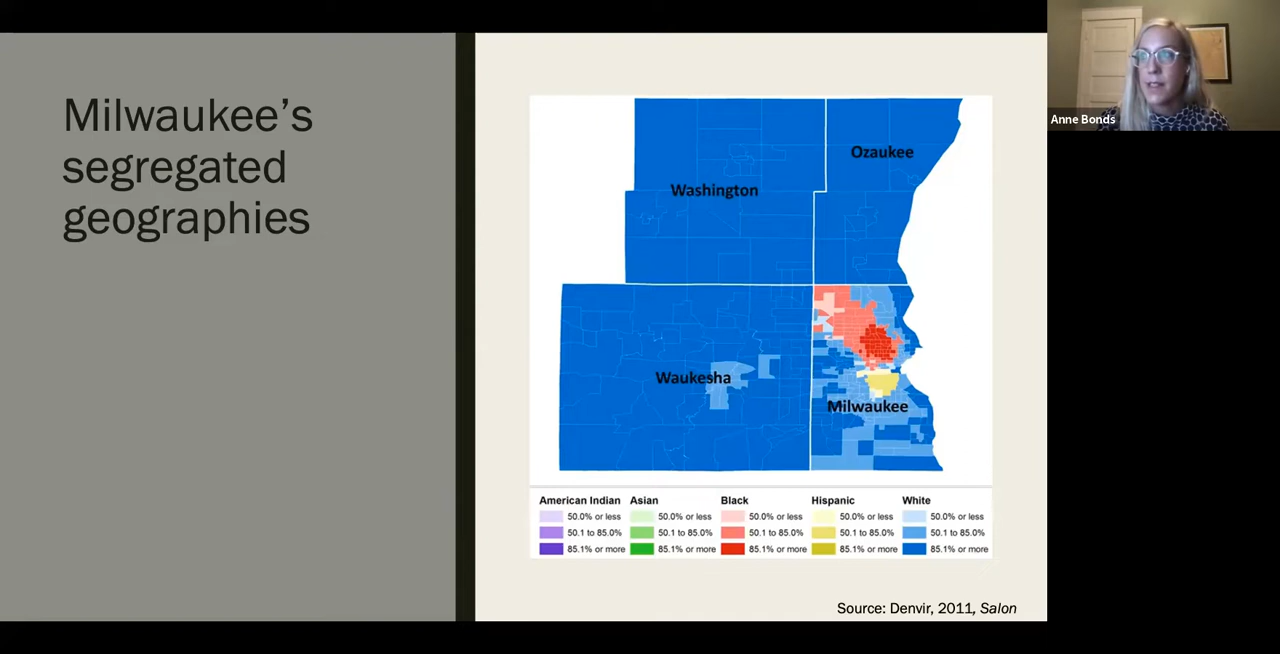 Milwaukee’s
segregated
geographies
Anne Bonds
Ozaukee
Washington
Waukesha
Milwaukee
American Indian Asian Black Hispanic White
50.0% or less 50.0% or less 50.0% or less 50.0% or less 50.0% or less
50.1 to 85.0% 50.1 to 85.0% 50.1 to 85.0% 50.1 to 85.0% 50.1 to 85.0%
85.1% or more 85.1% or more 85.1% or more 85.1% or more 85.1% or more
Source: Denvir, 2011, Salon